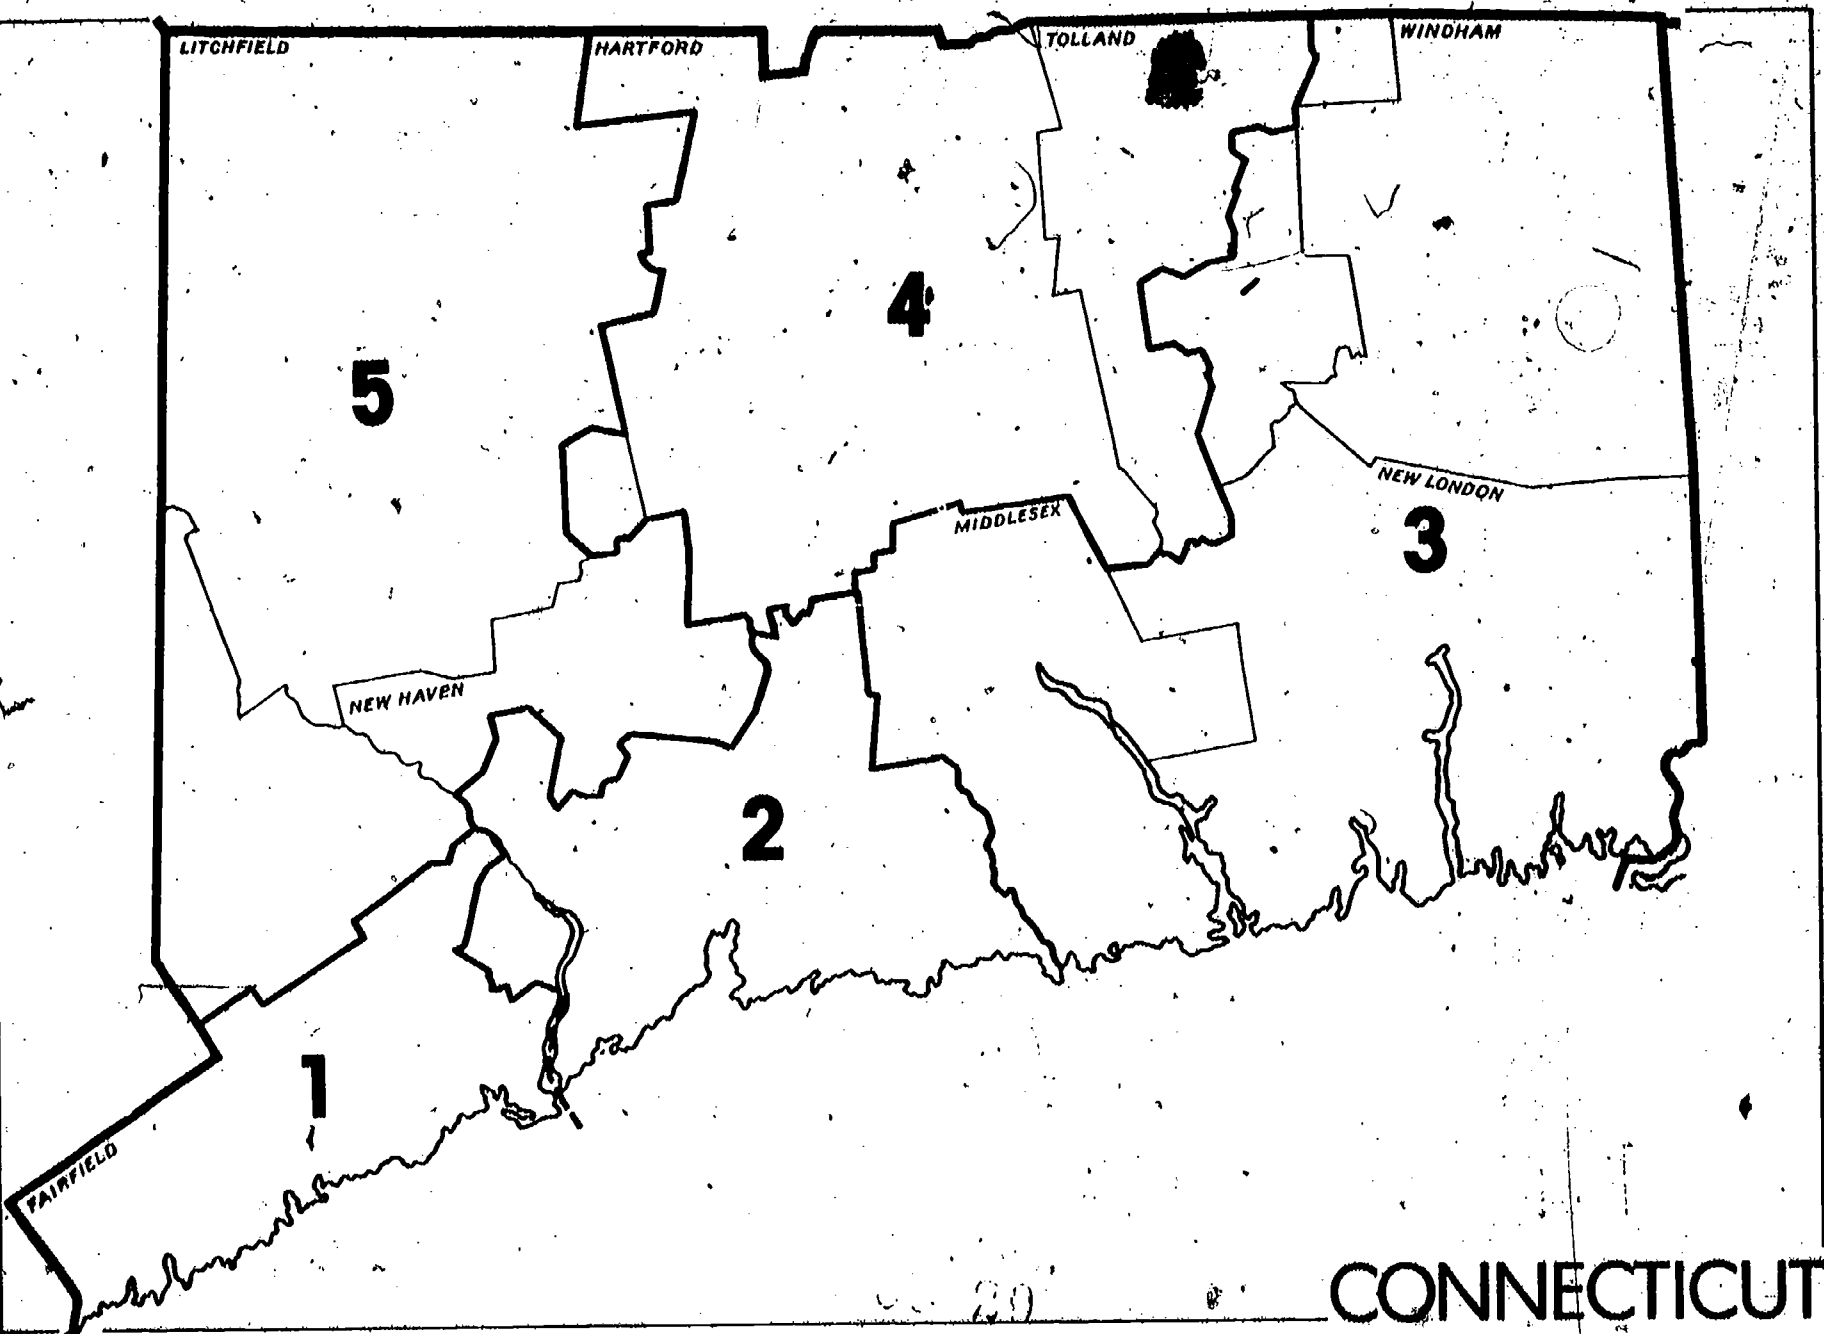 LITCHFIELD
HARTFORD
TOLLAND
WINDHAM
4
5
NEW LONDON
MIDDLESEX
3
NEW HAVEN
2
1
FAIRFIELD
CONNECTICUT